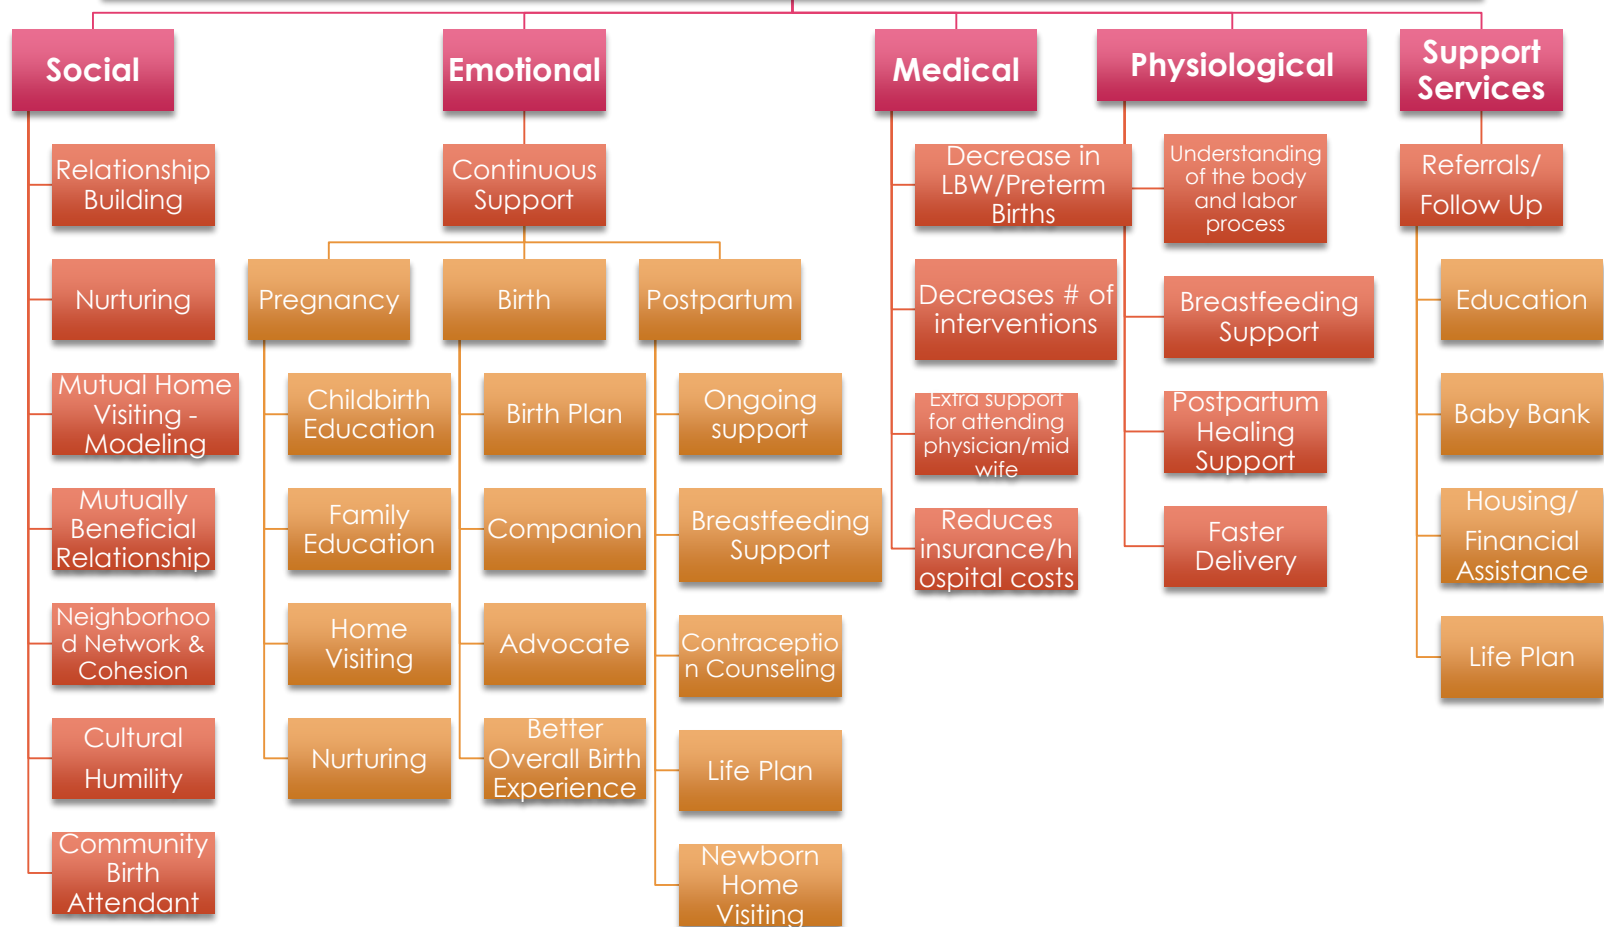 Social
Relationship
Building
Nurturing
Mutual Home
Visiting -
Modeling
Mutually
Beneficial
Relationship
Neighborhoo
d Network &
Cohesion
Cultural
Humility
Community
Birth
Attendant
Emotional
Continuous
Support
Pregnancy
Childbirth
Education
Family
Education
Home
Visiting
Nurturing
Birth
Birth Plan
Companion
Advocate
Better
Overall Birth
Experience
Postpartum
Ongoing
support
Breastfeeding
Support
Contraceptio
n Counseling
Life Plan
Newborn
Home
Visiting
Medical
Decrease in
LBW/Preterm
Births
Decreases # of
interventions
Extra support
for attending
physician/mid
wife
Reduces
insurance/h
ospital costs
Physiological
Understanding
of the body
and labor
process
Breastfeeding
Support
Postpartum
Healing
Support
Faster
Delivery
Support
Services
Referrals/
Follow Up
Education
Baby Bank
Housing/
Financial
Assistance
Life Plan